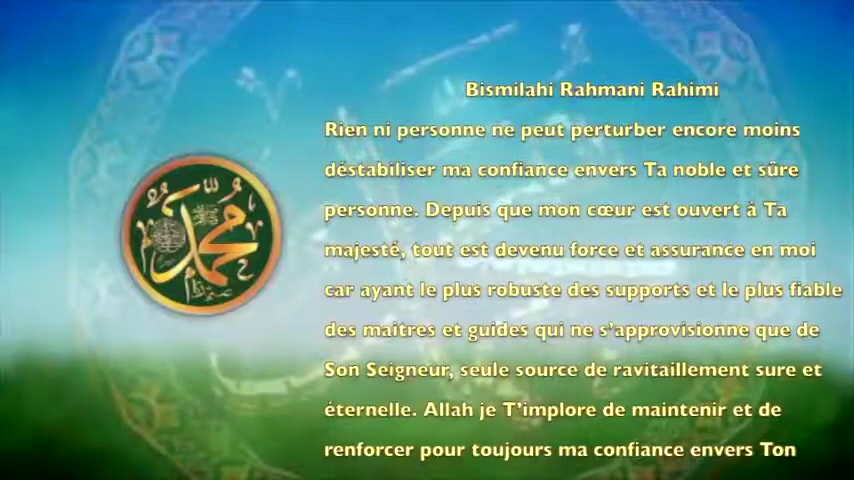 محمد
Bismilahi Rahmani Rahimi
Rien ni personne ne peut perturber encore moins
déstabiliser ma confiance envers Ta noble et sûre
personne. Depuis que mon cœur est ouvert à Ta
majesté, tout est devenu force et assurance en moi
car ayant le plus robuste des supports et le plus fiable
des maitres et guides qui ne s'approvisionne que de
Son Seigneur, seule source de ravitaillement sure et
éternelle. Allah je T'implore de maintenir et de
renforcer pour toujours ma confiance envers Ton